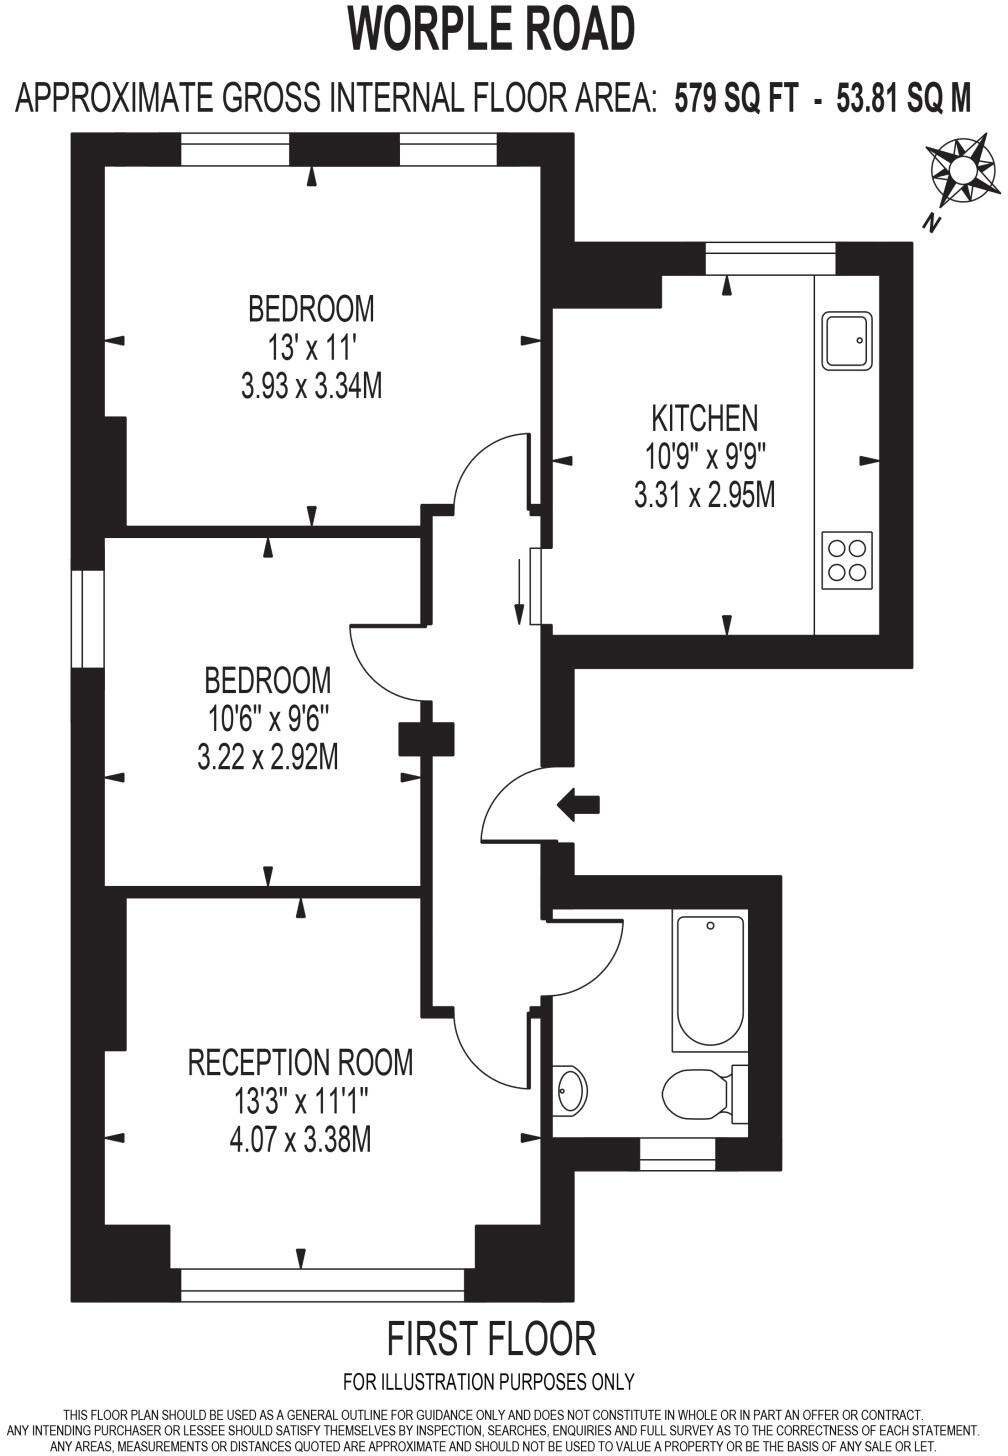 WORPLE ROAD
APPROXIMATE GROSS INTERNAL FLOOR AREA: 579 SQ FT - 53.81 SQ M
N
BEDROOM
13' x 11'
3.93 x 3.34M
KITCHEN
10'9" x 9'9"
3.31 x 2.95M
BEDROOM
10'6" x 9'6"
3.22 x 2.92M
RECEPTION ROOM
13'3" x 11'1"
4.07 x 3.38M
FIRST FLOOR
FOR ILLUSTRATION PURPOSES ONLY
THIS FLOOR PLAN SHOULD BE USED AS A GENERAL OUTLINE FOR GUIDANCE ONLY AND DOES NOT CONSTITUTE IN WHOLE OR IN PART AN OFFER OR CONTRACT.
ANY INTENDING PURCHASER OR LESSEE SHOULD SATISFY THEMSELVES BY INSPECTION, SEARCHES, ENQUIRIES AND FULL SURVEY AS TO THE CORRECTNESS OF EACH STATEMENT.
ANY AREAS, MEASUREMENTS OR DISTANCES QUOTED ARE APPROXIMATE AND SHOULD NOT BE USED TO VALUE A PROPERTY OR BE THE BASIS OF ANY SALE OR LET.